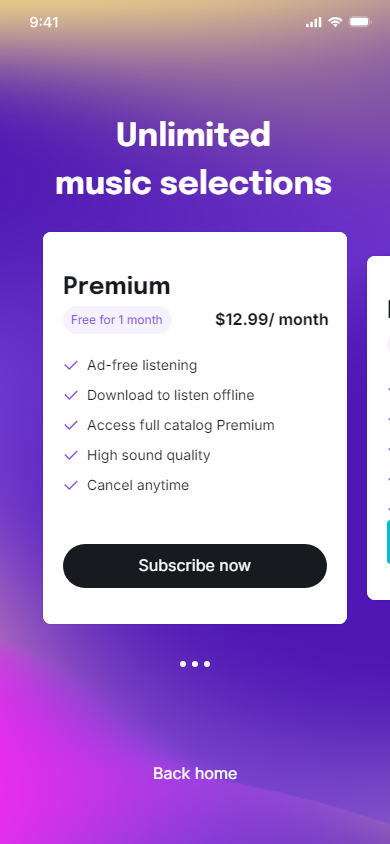 9:41
Unlimited
music selections
Premium
Free for 1 month
$12.99/ month
Ad-free listening
Download to listen offline
Access full catalog Premium
High sound quality
Cancel anytime
Subscribe now
Back home